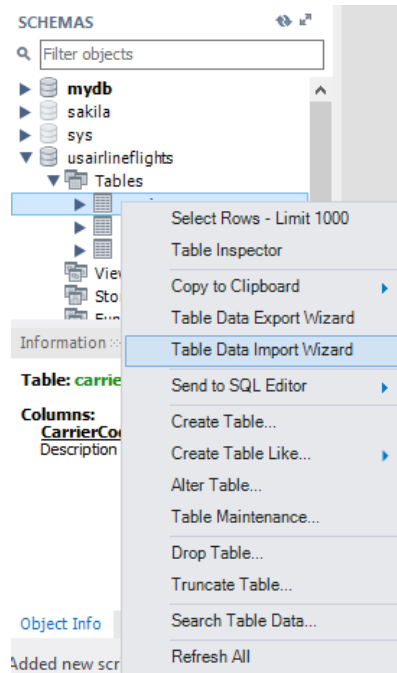 SCHEMAS
Filter objects
mydb
sakila
sys
usairlineflights
Tables
Select Rows - Limit 1000
Table Inspector
Copy to Clipboard
Table Data Export Wizard
Table Data Import Wizard
Send to SQL Editor
Create Table...
Create Table Like...
Alter Table...
Table Maintenance...
Drop Table...
Truncate Table...
Search Table Data...
Refresh All
Vie
Sto
Information
Table: carrie
Columns:
CarrierCo
Description
Object Info
Added new scr